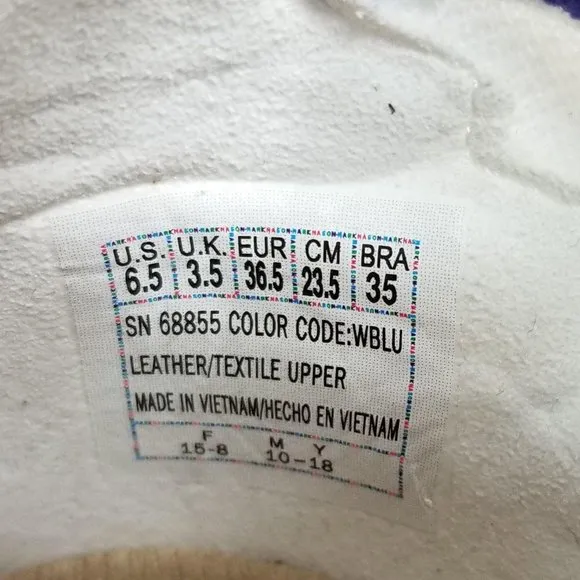 U.S. U.K. EUR CM BRA
6.5 3.5 36.5 23.5 35
SN 68855 COLOR CODE:WBLU
LEATHER/TEXTILE UPPER
MADE IN VIETNAM/HECHO EN VIETNAM
F M Y
15-8 10-18